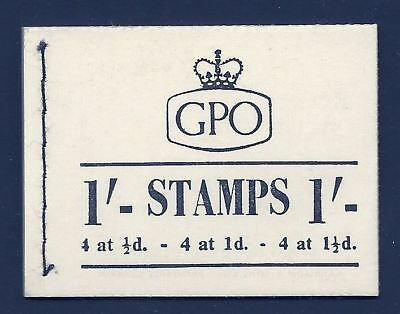 GPO
1'- STAMPS 1'-
4 at ½d. - 4 at 1d. - 4 at 1½d.